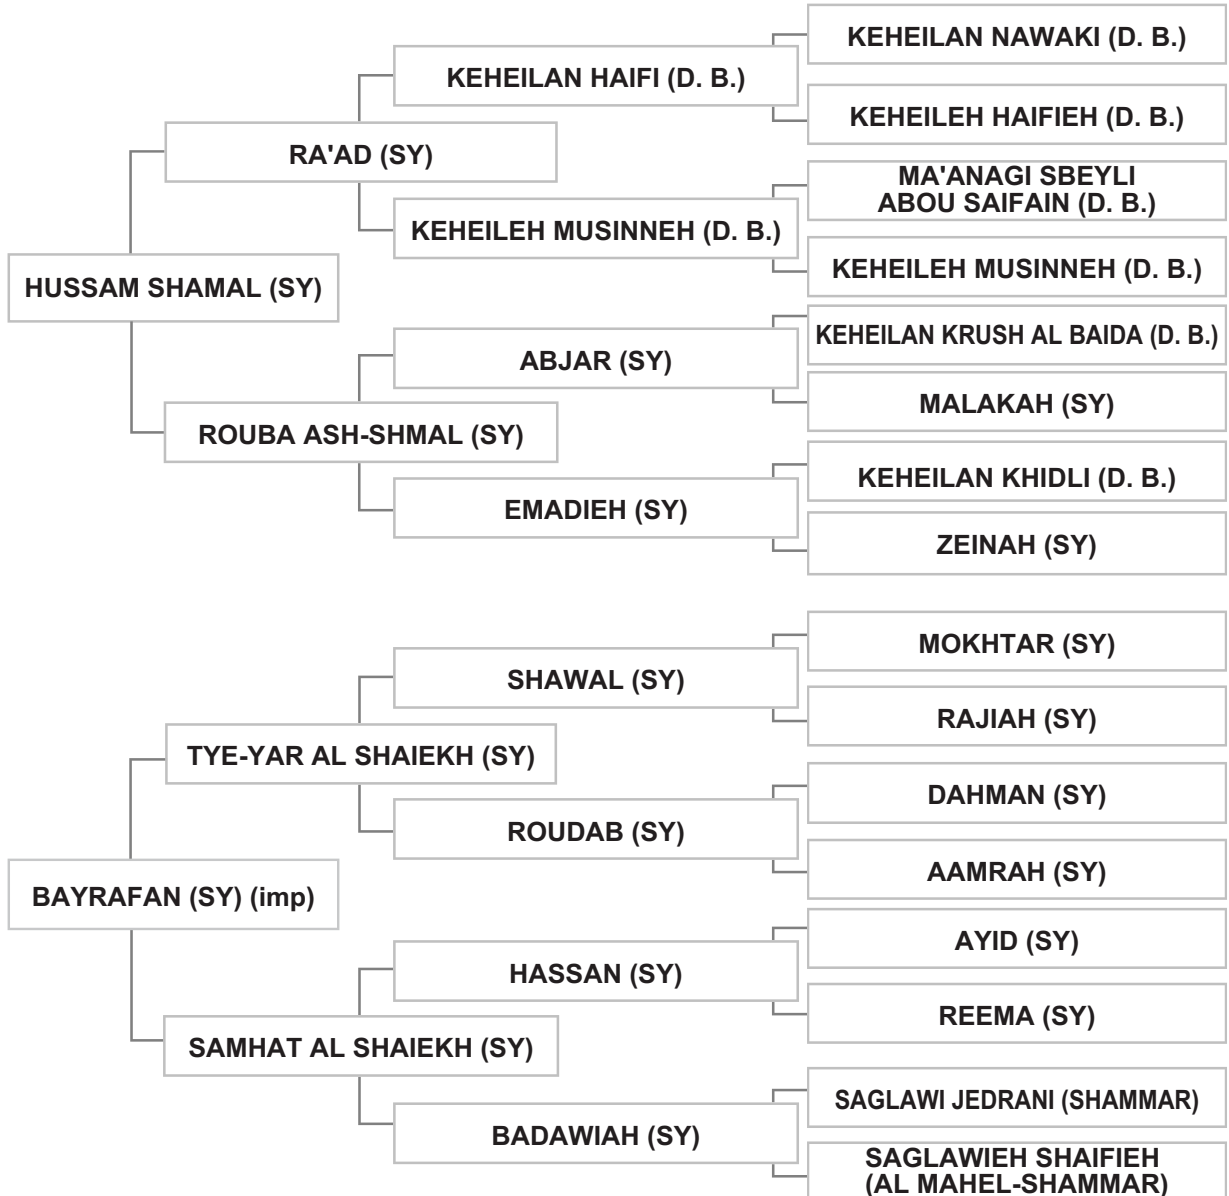 KEHEILAN NAWAKI (D. B.)
KEHEILAN HAIFI (D. B.)
KEHEILEH HAIFIEH (D. B.)
RA'AD (SY)
MA'ANAGI SBEYLI
ABOU SAIFAIN (D. B.)
KEHEILEH MUSINNEH (D. B.)
KEHEILEH MUSINNEH (D. B.)
HUSSAM SHAMAL (SY)
KEHEILAN KRUSH AL BAIDA (D. B.)
ABJAR (SY)
MALAKAH (SY)
ROUBA ASH-SHMAL (SY)
KEHEILAN KHIDLI (D. B.)
EMADIEH (SY)
ZEINAH (SY)
MOKHTAR (SY)
SHAWAL (SY)
RAJIAH (SY)
TYE-YAR AL SHAIEKH (SY)
DAHMAN (SY)
ROUDAB (SY)
AAMRAH (SY)
BAYRAFAN (SY) (imp)
AYID (SY)
HASSAN (SY)
REEMA (SY)
SAMHAT AL SHAIEKH (SY)
SAGLAWI JEDRANI (SHAMMAR)
BADAWIAH (SY)
SAGLAWIEH SHAIFIEH
(AL MAHEL-SHAMMAR)